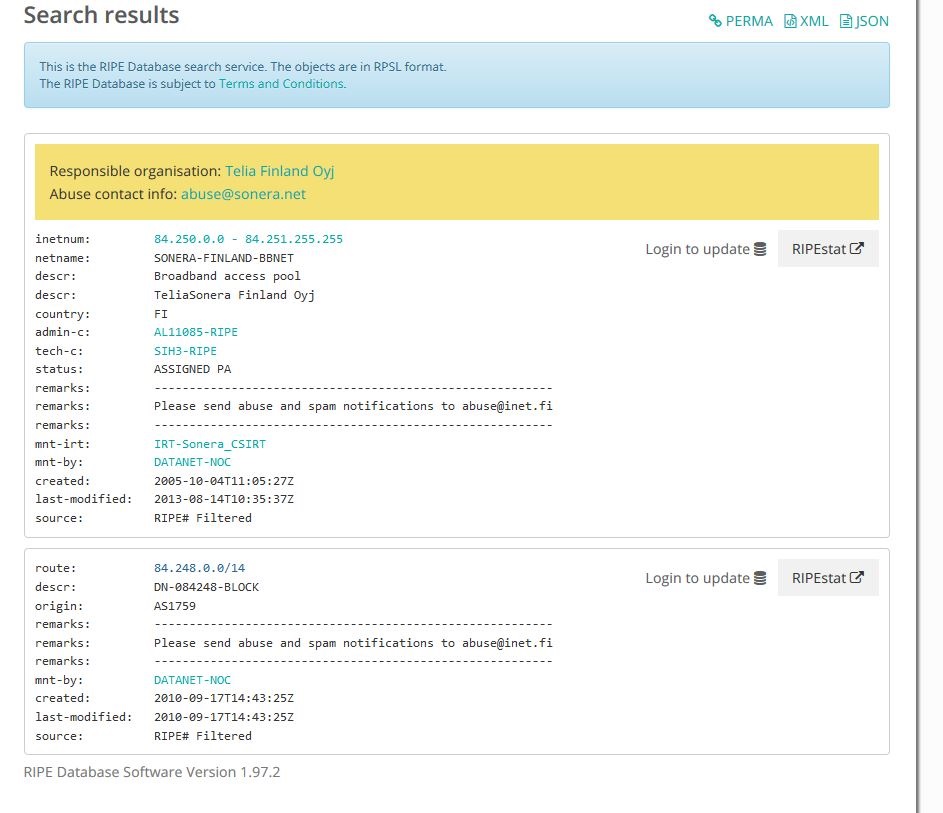 Search results
PERMA XML JSON
This is the RIPE Database search service. The objects are in RPSL format.
The RIPE Database is subject to Terms and Conditions.
Responsible organisation: Telia Finland Oyj
Abuse contact info: abuse@sonera.net
inetnum: 84.250.0.0 - 84.251.255.255
Login to update RIPEstat
netname: SONERA-FINLAND-BBNET
descr: Broadband access pool
descr: TeliaSonera Finland Oyj
country: FI
admin-c: AL11085-RIPE
tech-c: SIH3-RIPE
status: ASSIGNED PA
remarks: ---------------------------------------------------------
remarks: Please send abuse and spam notifications to abuse@inet.fi
remarks: ---------------------------------------------------------
mnt-irt: IRT-Sonera_CSIRT
mnt-by: DATANET-NOC
created: 2005-10-04T11:05:27Z
last-modified: 2013-08-14T10:35:37Z
source: RIPE# Filtered
route: 84.248.0.0/14
Login to update RIPEstat
descr: DN-084248-BLOCK
origin: AS1759
remarks: ---------------------------------------------------------
remarks: Please send abuse and spam notifications to abuse@inet.fi
remarks: ---------------------------------------------------------
mnt-by: DATANET-NOC
created: 2010-09-17T14:43:25Z
last-modified: 2010-09-17T14:43:25Z
source: RIPE# Filtered
RIPE Database Software Version 1.97.2